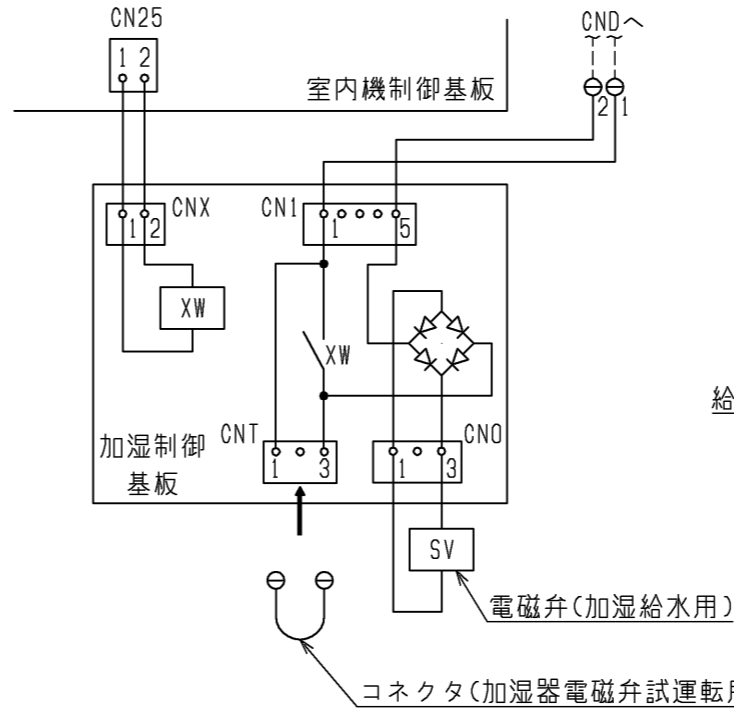 CN25
1 2
室内機制御基板
CNDへ
2 1
CNX
1 2
CN1
1 5
XW
XW
加湿制御
基板
CNT
1 3
CNO
1 3
給
SV
電磁弁(加湿給水用)
コネクタ(加湿器電磁弁試運転用